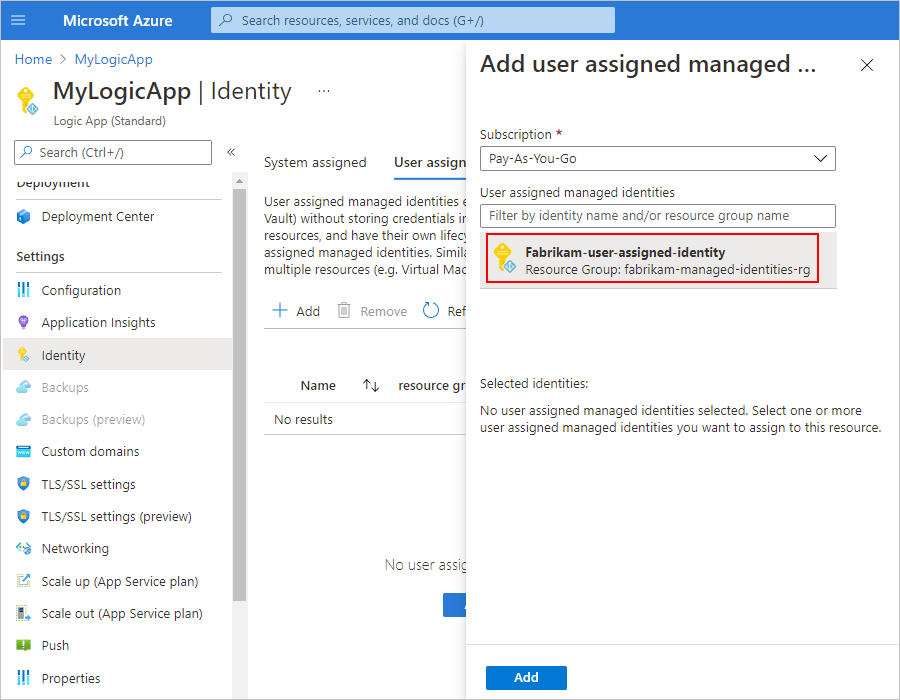 Microsoft Azure
Search resources, services, and docs (G+/)
Home > MyLogicApp
MyLogicApp | Identity ...
Logic App (Standard)
Search (Ctrl+/)
«
Deployment
Deployment Center
Settings
Configuration
Application Insights
Identity
Backups
Backups (preview)
Custom domains
TLS/SSL settings
TLS/SSL settings (preview)
Networking
Scale up (App Service plan)
Scale out (App Service plan)
Push
Properties
System assigned
User assign
User assigned managed identities e
Vault) without storing credentials in
resources, and have their own lifecy
assigned managed identities. Simila
multiple resources (e.g. Virtual Mac
Add
Remove
Ref
Name
resource gr
No results
No user assig
Add user assigned managed ...
Subscription *
Pay-As-You-Go
User assigned managed identities
Filter by identity name and/or resource group name
Fabrikam-user-assigned-identity
Resource Group: fabrikam-managed-identities-rg
Selected identities:
No user assigned managed identities selected. Select one or more
user assigned managed identities you want to assign to this resource.
Add